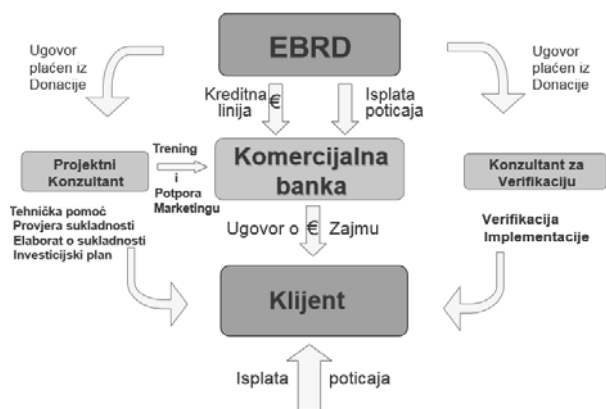 EBRD
Ugovor
plaćen iz
Donacije
Ugovor
plaćen iz
Donacije
Kreditna €
linija
Isplata
poticaja
Projektni
Konzultant
Trening
i
Potpora
Marketingu
Komercijalna
banka
Konzultant za
Verifikaciju
Tehnička pomoć
Provjera sukladnosti
Elaborat o sukladnosti
Investicijski plan
Ugovor o € Zajmu
Verifikacija
Implementacije
Klijent
Isplata poticaja